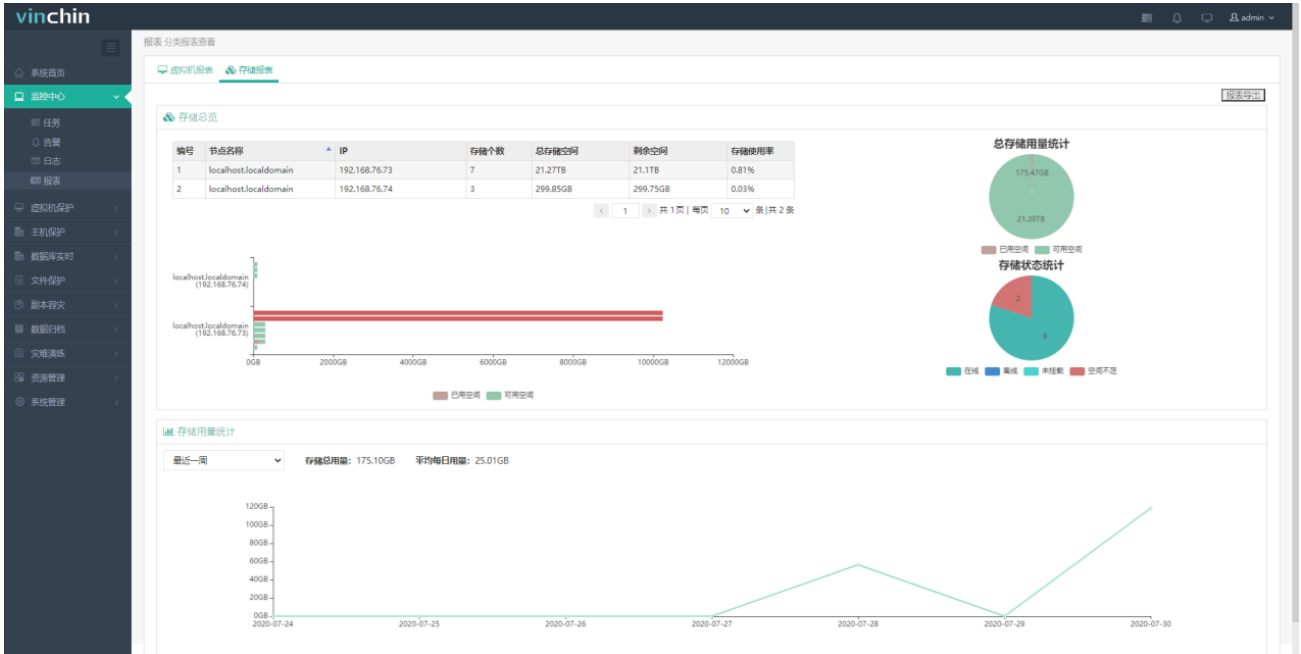 vinchin
admin
报表 分类报表查看
系统首页
监控中心
任务
告警
日志
报表
虚拟机保护
主机保护
数据库实时
文件保护
副本容灾
数据归档
灾难演练
资源管理
系统管理
虚拟机报表 存储报表
报表导出
存储总览
编号 节点名称 IP 存储个数 总存储空间 剩余空间 存储使用率
1 localhost.localdomain 192.168.76.73 7 21.27TB 21.1TB 0.81%
2 localhost.localdomain 192.168.76.74 3 299.85GB 299.75GB 0.03%
1 共 1 页 | 每页 10 条 | 共 2 条
localhost.localdomain
(192.168.76.74)
localhost.localdomain
(192.168.76.73)
0GB 2000GB 4000GB 6000GB 8000GB 10000GB 12000GB
已用空间 可用空间
总存储用量统计
175.47GB
21.39TB
已用空间 可用空间
存储状态统计
2
8
在线 离线 未挂载 空间不足
存储用量统计
最近一周 存储总用量: 175.10GB 平均每日用量: 25.01GB
120GB
100GB
80GB
60GB
40GB
20GB
0GB
2020-07-24 2020-07-25 2020-07-26 2020-07-27 2020-07-28 2020-07-29 2020-07-30